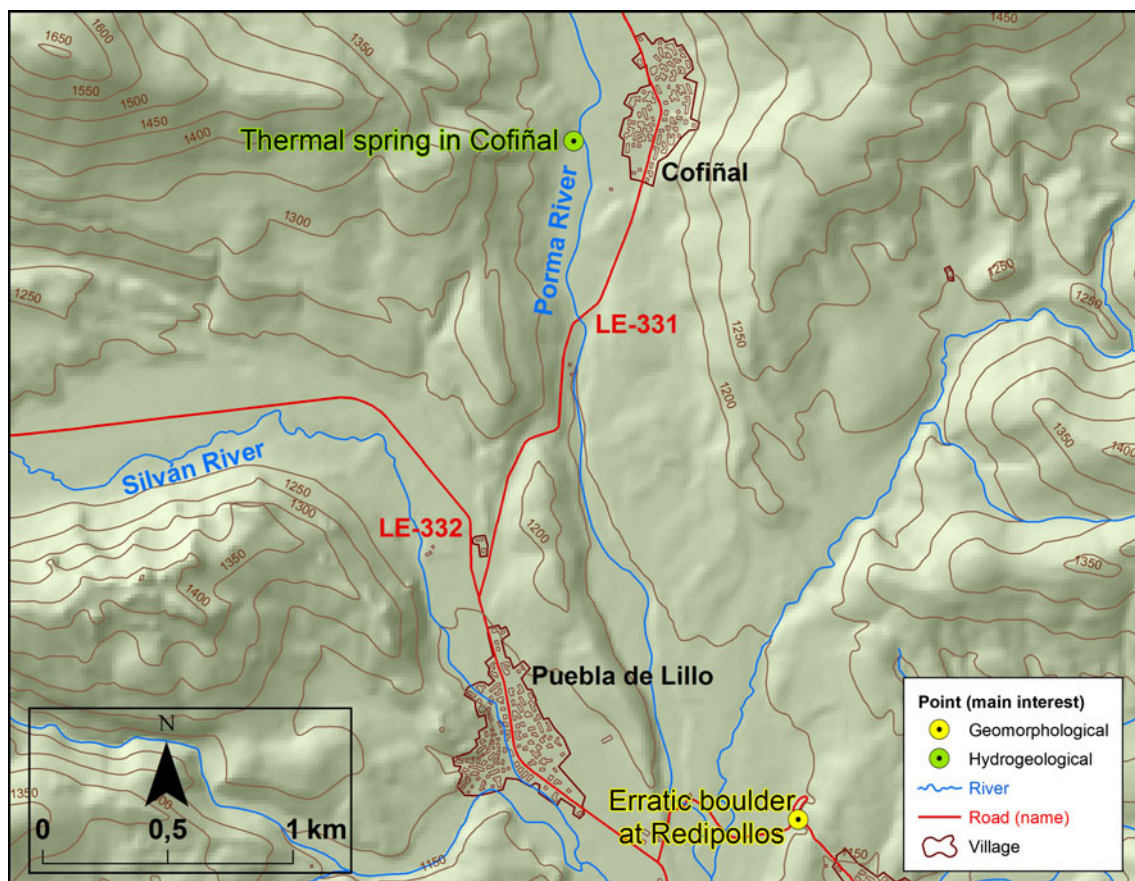 1650
1600
1550
1500
1450
1400
1350
1450
Thermal spring in Cofiñal
Cofiñal
1300
1250
Porma River
LE-331
1250
1200
1250
1250
1350
1400
Silván River
1250
1300
1350
1400
LE-332
1200
1350
Puebla de Lillo
Point (main interest)
Geomorphological
Hydrogeological
River
Road (name)
Village
Erratic boulder
at Redipollos
1150
1150
N
1350
0
0,5
1 km